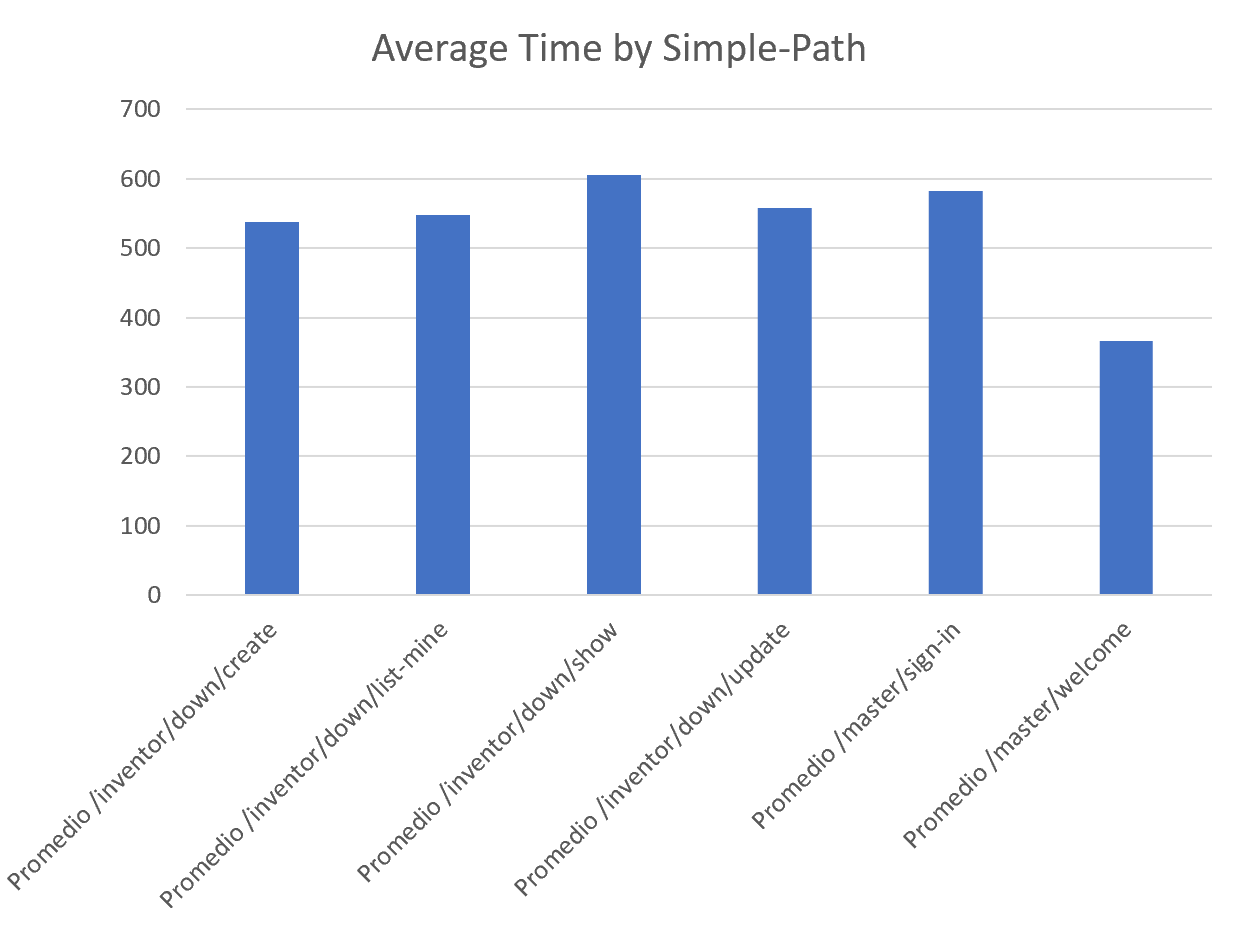 Average Time by Simple-Path
700
600
500
400
300
200
100
0
Promedio /inventor/down/create
Promedio /inventor/down/list-mine
Promedio /inventor/down/show
Promedio /inventor/down/update
Promedio /master/sign-in
Promedio /master/welcome